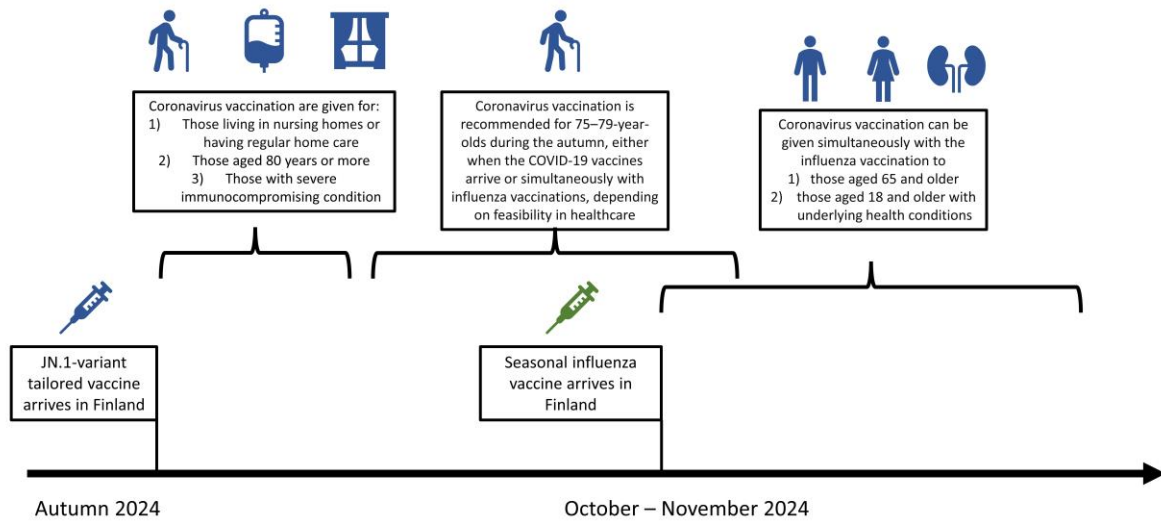 Coronavirus vaccination are given for:
1) Those living in nursing homes or
having regular home care
2) Those aged 80 years or more
3) Those with severe
immunocompromising condition
Coronavirus vaccination is
recommended for 75–79-year-
olds during the autumn, either
when the COVID-19 vaccines
arrive or simultaneously with
influenza vaccinations, depending
on feasibility in healthcare
Coronavirus vaccination can be
given simultaneously with the
influenza vaccination to
1) those aged 65 and older
2) those aged 18 and older with
underlying health conditions
JN.1-variant
tailored vaccine
arrives in Finland
Seasonal influenza
vaccine arrives in
Finland
Autumn 2024
October – November 2024